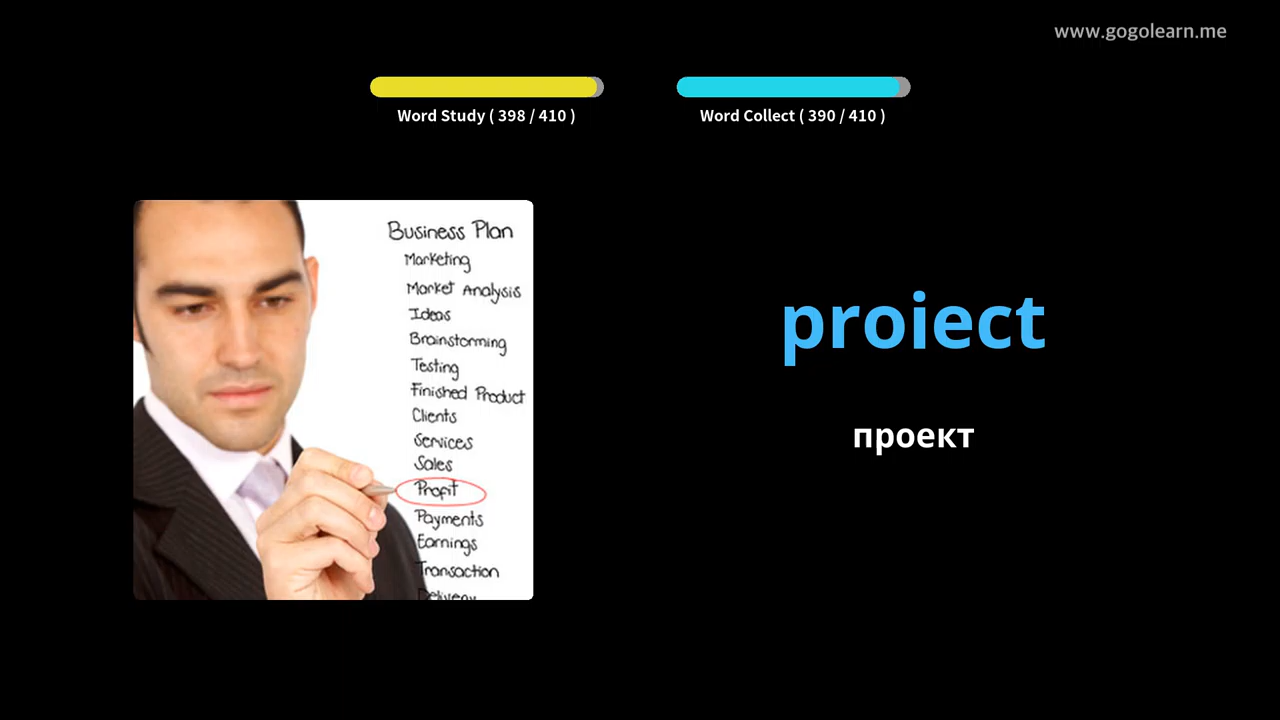 www.gogolearn.me
Word Study ( 398 / 410 )
Word Collect ( 390 / 410 )
Business Plan
Marketing
Market Analysis
Ideas
Brainstorming
Testing
Finished Product
Clients
Services
Sales
Profit
Payments
Earnings
Transaction
Delivery
proiect
проект